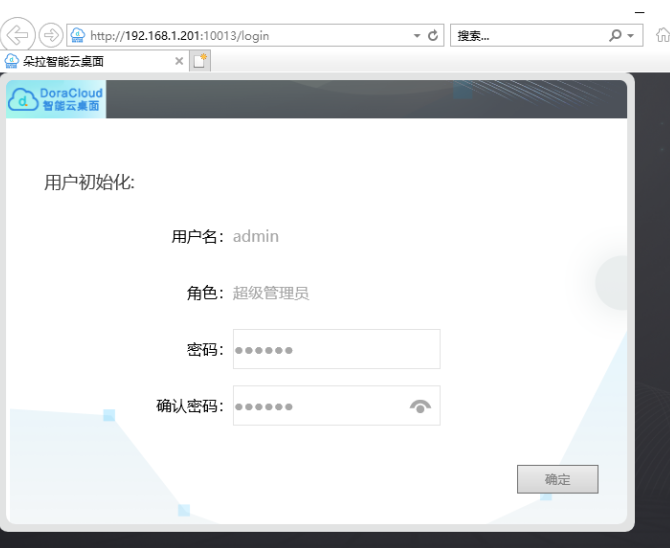 http://192.168.1.201:10013/login
搜索...
朵拉智能云桌面
DoraCloud
智能云桌面
用户初始化:
用户名： admin
角色： 超级管理员
密码： ●●●●●●
确认密码： ●●●●●●
确定